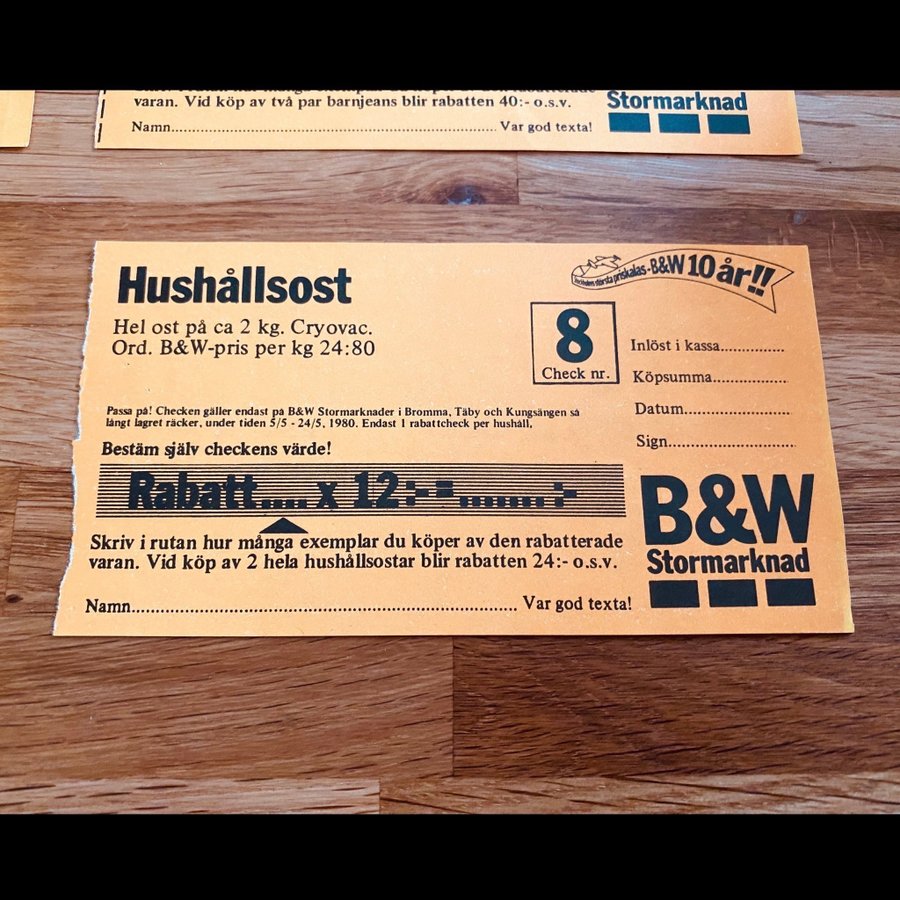 varan. Vid köp av två par barnjeans blir rabatten 40:- o.s.v.
Namn........................................................ Var god texta!
Stormarknad
Hushållsost
Hel ost på ca 2 kg. Cryovac.
Ord. B&W-pris per kg 24:80
Stockholms största priskalas - B&W 10 år!!
8
Check nr.
Inlöst i kassa...............
Köpsumma..................
Datum.........................
Sign..............................
Passa på! Checken gäller endast på B&W Stormarknader i Bromma, Täby och Kungsängen så
långt lagret räcker, under tiden 5/5 - 24/5, 1980. Endast 1 rabattcheck per hushåll.
Bestäm själv checkens värde!
Rabatt.... x 12:- =....... :-
Skriv i rutan hur många exemplar du köper av den rabatterade
varan. Vid köp av 2 hela hushållsostar blir rabatten 24:- o.s.v.
Namn................................................................ Var god texta!
B&W
Stormarknad